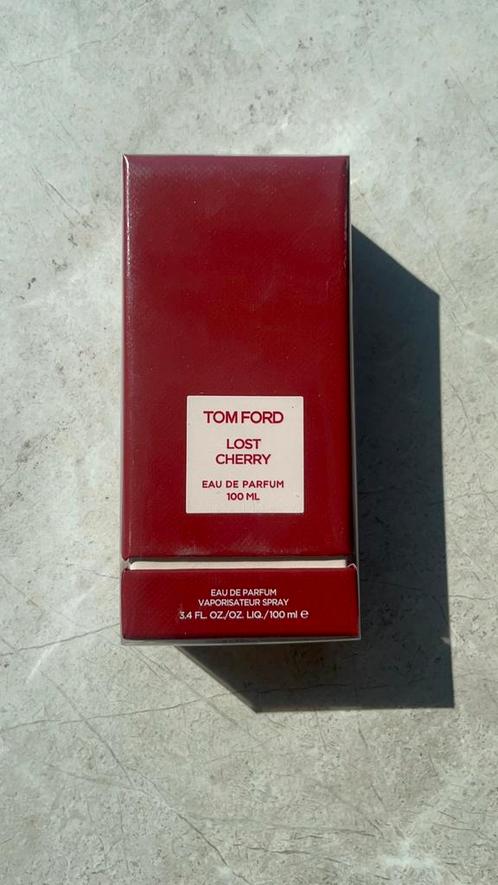 TOM FORD
LOST
CHERRY
EAU DE PARFUM
100 ML
EAU DE PARFUM
VAPORISATEUR SPRAY
3.4 FL. OZ./OZ. LIQ./100 ml ℮